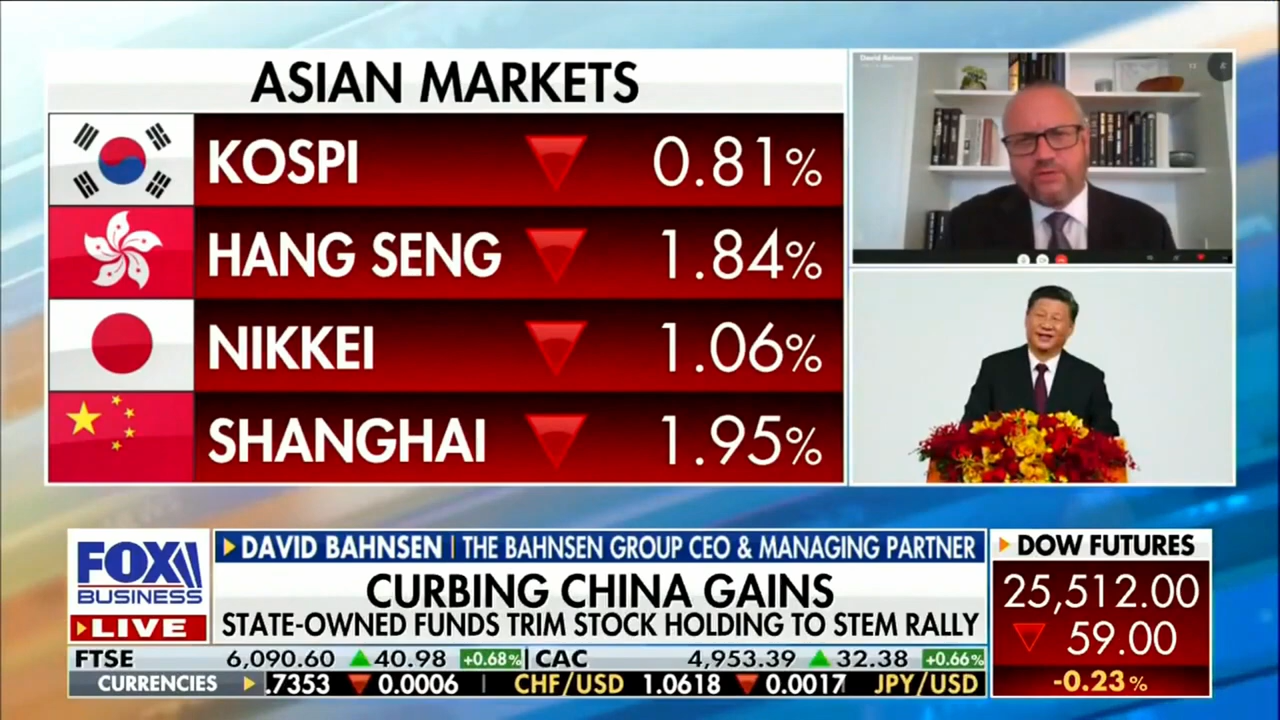 ASIAN MARKETS
KOSPI 0.81%
HANG SENG 1.84%
NIKKEI 1.06%
SHANGHAI 1.95%
David Bahnsen
FOX
BUSINESS
LIVE
DAVID BAHNSEN | THE BAHNSEN GROUP CEO & MANAGING PARTNER
CURBING CHINA GAINS
STATE-OWNED FUNDS TRIM STOCK HOLDING TO STEM RALLY
DOW FUTURES
25,512.00
59.00
-0.23%
FTSE 6,090.60 40.98 +0.68% CAC 4,953.39 32.38 +0.66%
CURRENCIES .7353 0.0006 | CHF/USD 1.0618 0.0017 JPY/USD